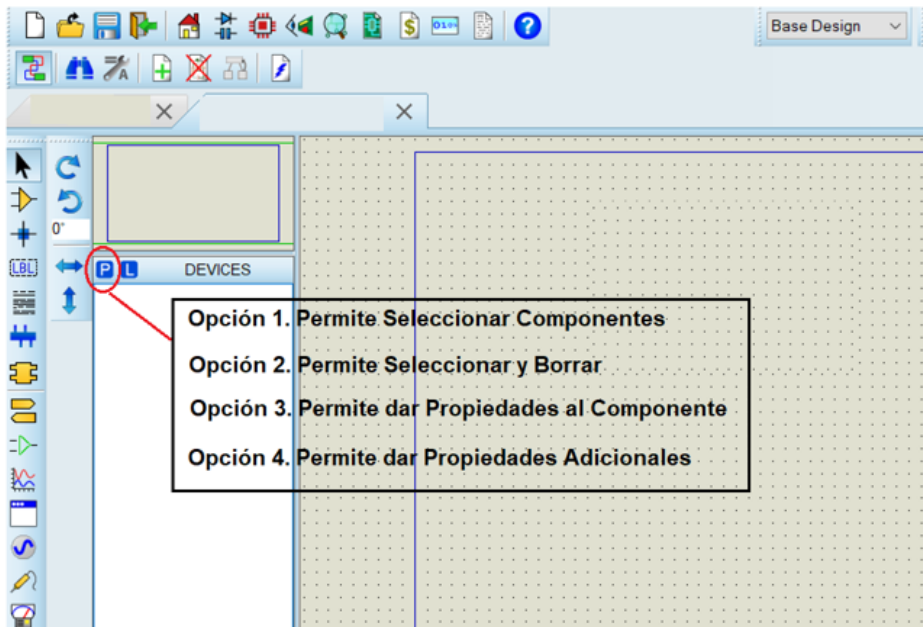 Base Design
LBL
0°
P L DEVICES
Opción 1. Permite Seleccionar Componentes
Opción 2. Permite Seleccionar y Borrar
Opción 3. Permite dar Propiedades al Componente
Opción 4. Permite dar Propiedades Adicionales